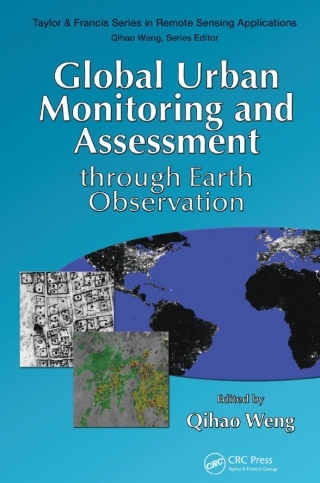 Taylor & Francis Series in Remote Sensing Applications
Qihao Weng, Series Editor
Global Urban
Monitoring and
Assessment
through Earth
Observation
Edited by
Qihao Weng
CRC
CRC Press
Taylor & Francis Group